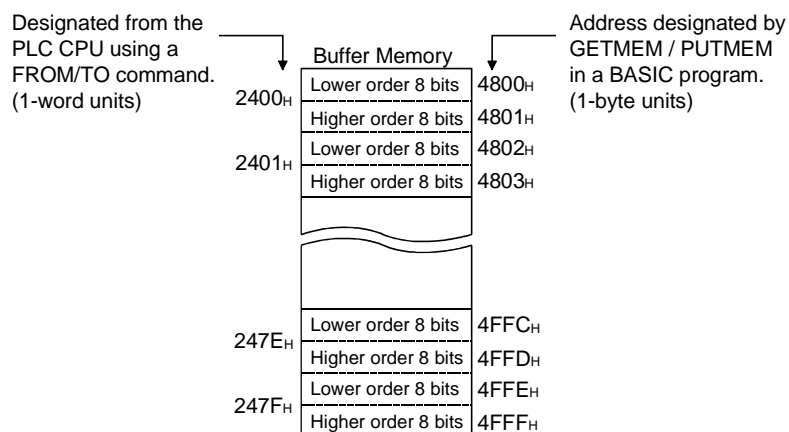 Designated from the
PLC CPU using a
FROM/TO command.
(1-word units)
Address designated by
GETMEM / PUTMEM
in a BASIC program.
(1-byte units)
Buffer Memory
2400H
Lower order 8 bits
4800H
Higher order 8 bits
4801H
2401H
Lower order 8 bits
4802H
Higher order 8 bits
4803H
247EH
Lower order 8 bits
4FFCH
Higher order 8 bits
4FFDH
247FH
Lower order 8 bits
4FFEH
Higher order 8 bits
4FFFH